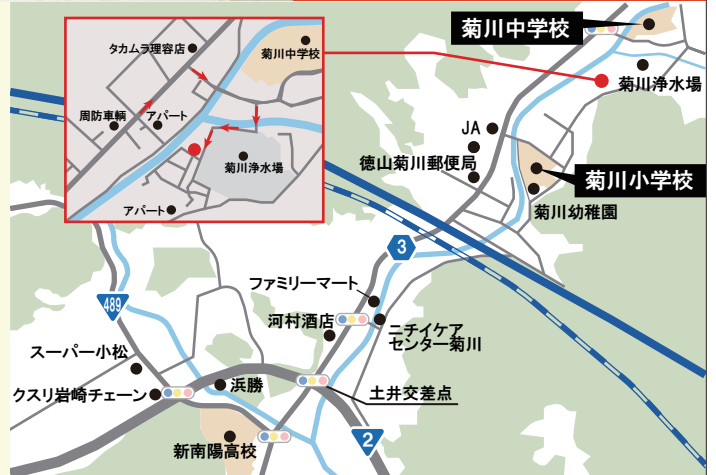 タカムラ理容店
菊川中学校
周防車輌
アパート
菊川浄水場
アパート
菊川中学校
菊川浄水場
JA
徳山菊川郵便局
菊川小学校
菊川幼稚園
3
ファミリーマート
489
河村酒店
ニチイケア
センター菊川
スーパー小松
クスリ岩崎チェーン
浜勝
土井交差点
2
新南陽高校